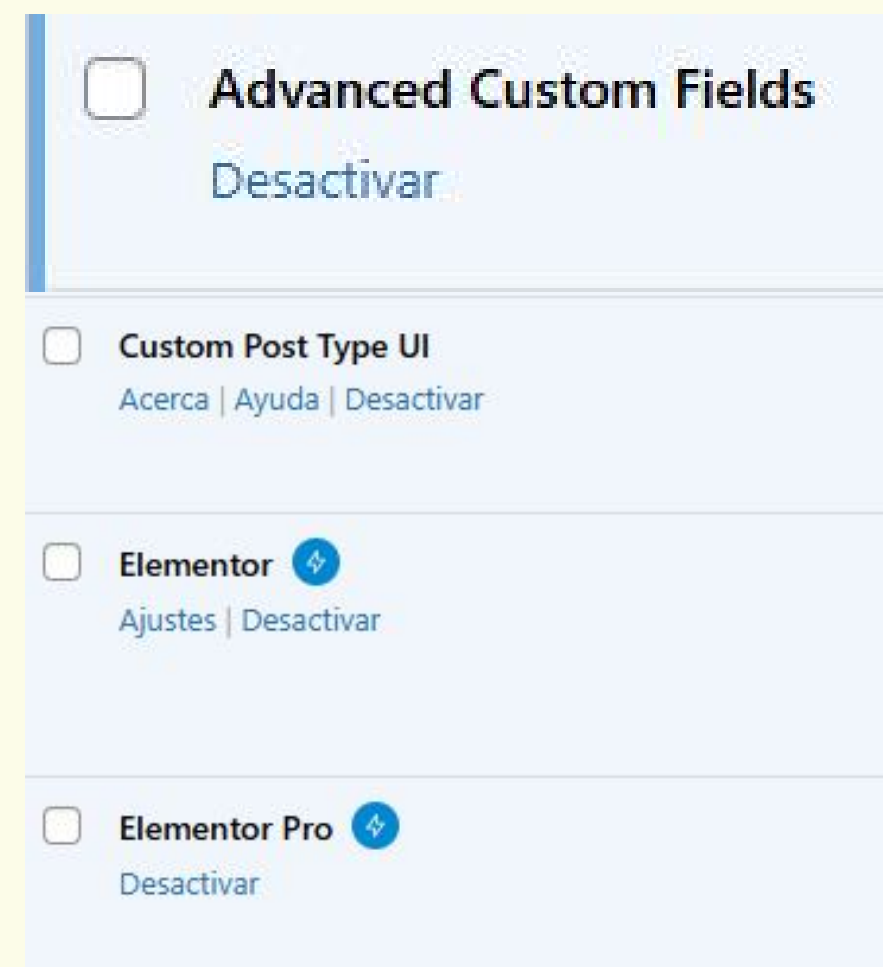 Advanced Custom Fields
Desactivar
Custom Post Type UI
Acerca | Ayuda | Desactivar
Elementor
Ajustes | Desactivar
Elementor Pro
Desactivar